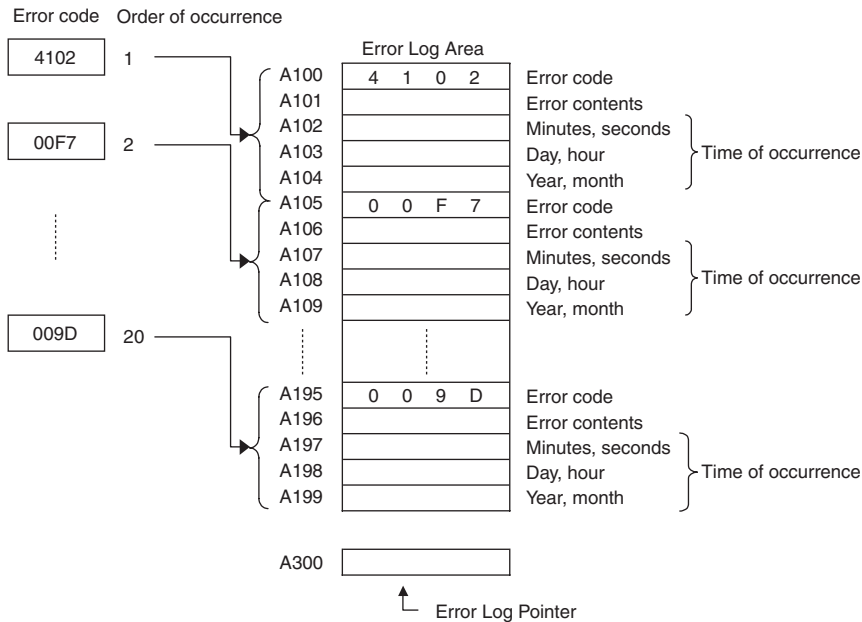 Error code Order of occurrence
Error Log Area
4102 1
A100 4 1 0 2 Error code
A101 Error contents
A102 Minutes, seconds
00F7 2
A103 Day, hour Time of occurrence
A104 Year, month
A105 0 0 F 7 Error code
A106 Error contents
A107 Minutes, seconds
A108 Day, hour Time of occurrence
A109 Year, month
009D 20
A195 0 0 9 D Error code
A196 Error contents
A197 Minutes, seconds
A198 Day, hour Time of occurrence
A199 Year, month
A300
Error Log Pointer